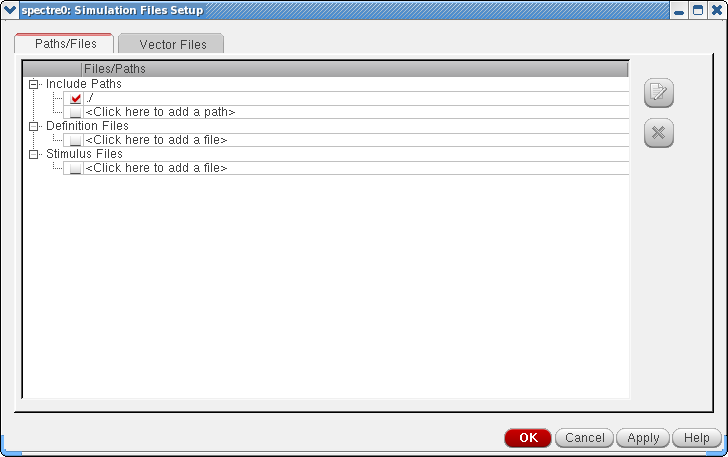 spectre0: Simulation Files Setup
Paths/Files
Vector Files
Files/Paths
Include Paths
./
<Click here to add a path>
Definition Files
<Click here to add a file>
Stimulus Files
<Click here to add a file>
OK
Cancel
Apply
Help